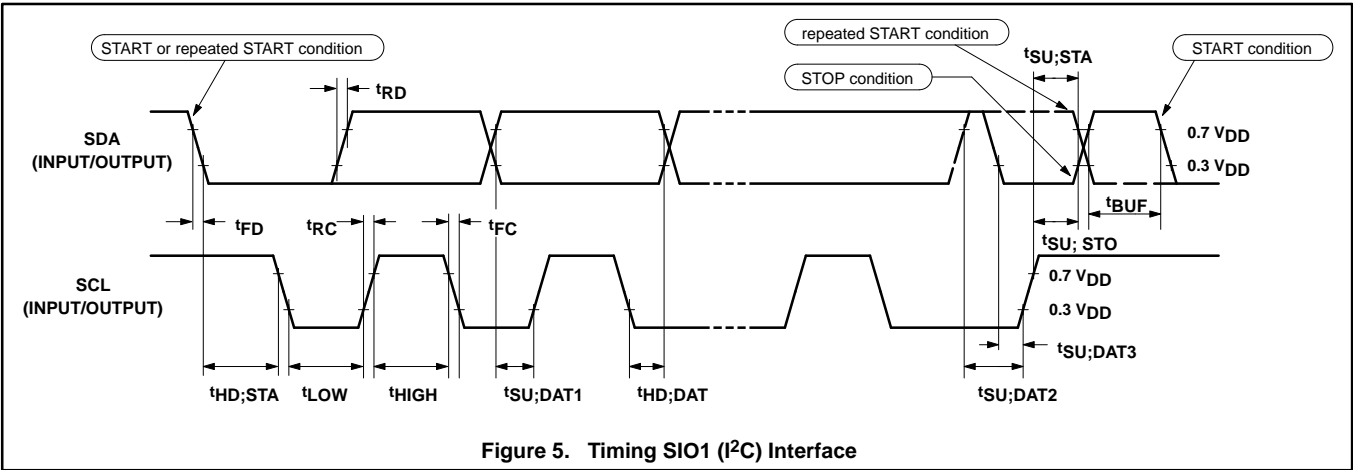 START or repeated START condition
repeated START condition
START condition
tSU;STA
STOP condition
tRD
SDA
(INPUT/OUTPUT)
0.7 VDD
0.3 VDD
tFD
tRC
tFC
tBUF
tSU; STO
SCL
(INPUT/OUTPUT)
0.7 VDD
0.3 VDD
tSU;DAT3
tHD;STA
tLOW
tHIGH
tSU;DAT1
tHD;DAT
tSU;DAT2
Figure 5. Timing SIO1 (I²C) Interface